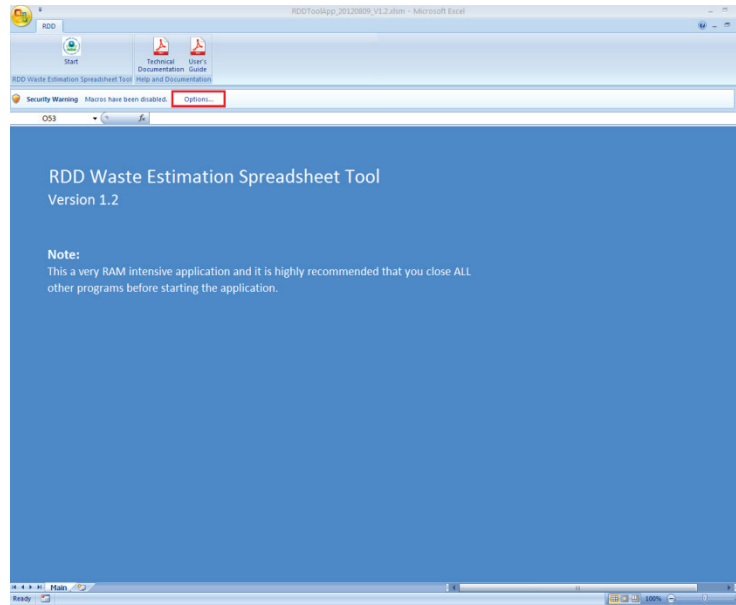 RDDToolApp_20120809_V1.2.xlsm - Microsoft Excel
RDD
Start
Technical Documentation
User's Guide
RDD Waste Estimation Spreadsheet Tool
Help and Documentation
Security Warning Macros have been disabled. Options...
O53 fx
RDD Waste Estimation Spreadsheet Tool
Version 1.2
Note:
This a very RAM intensive application and it is highly recommended that you close ALL
other programs before starting the application.
Main
Ready 100%